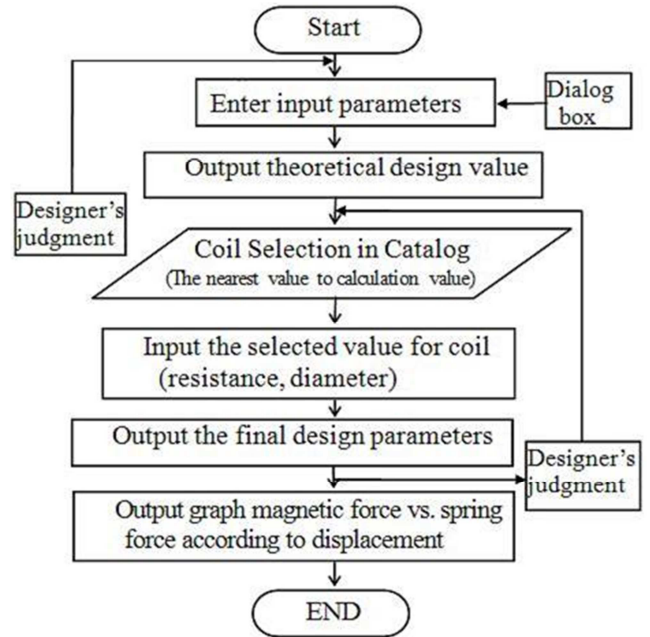 Start
Enter input parameters
Dialog
box
Output theoretical design value
Designer's
judgment
Coil Selection in Catalog
(The nearest value to calculation value)
Input the selected value for coil
(resistance, diameter)
Output the final design parameters
Designer's
judgment
Output graph magnetic force vs. spring
force according to displacement
END